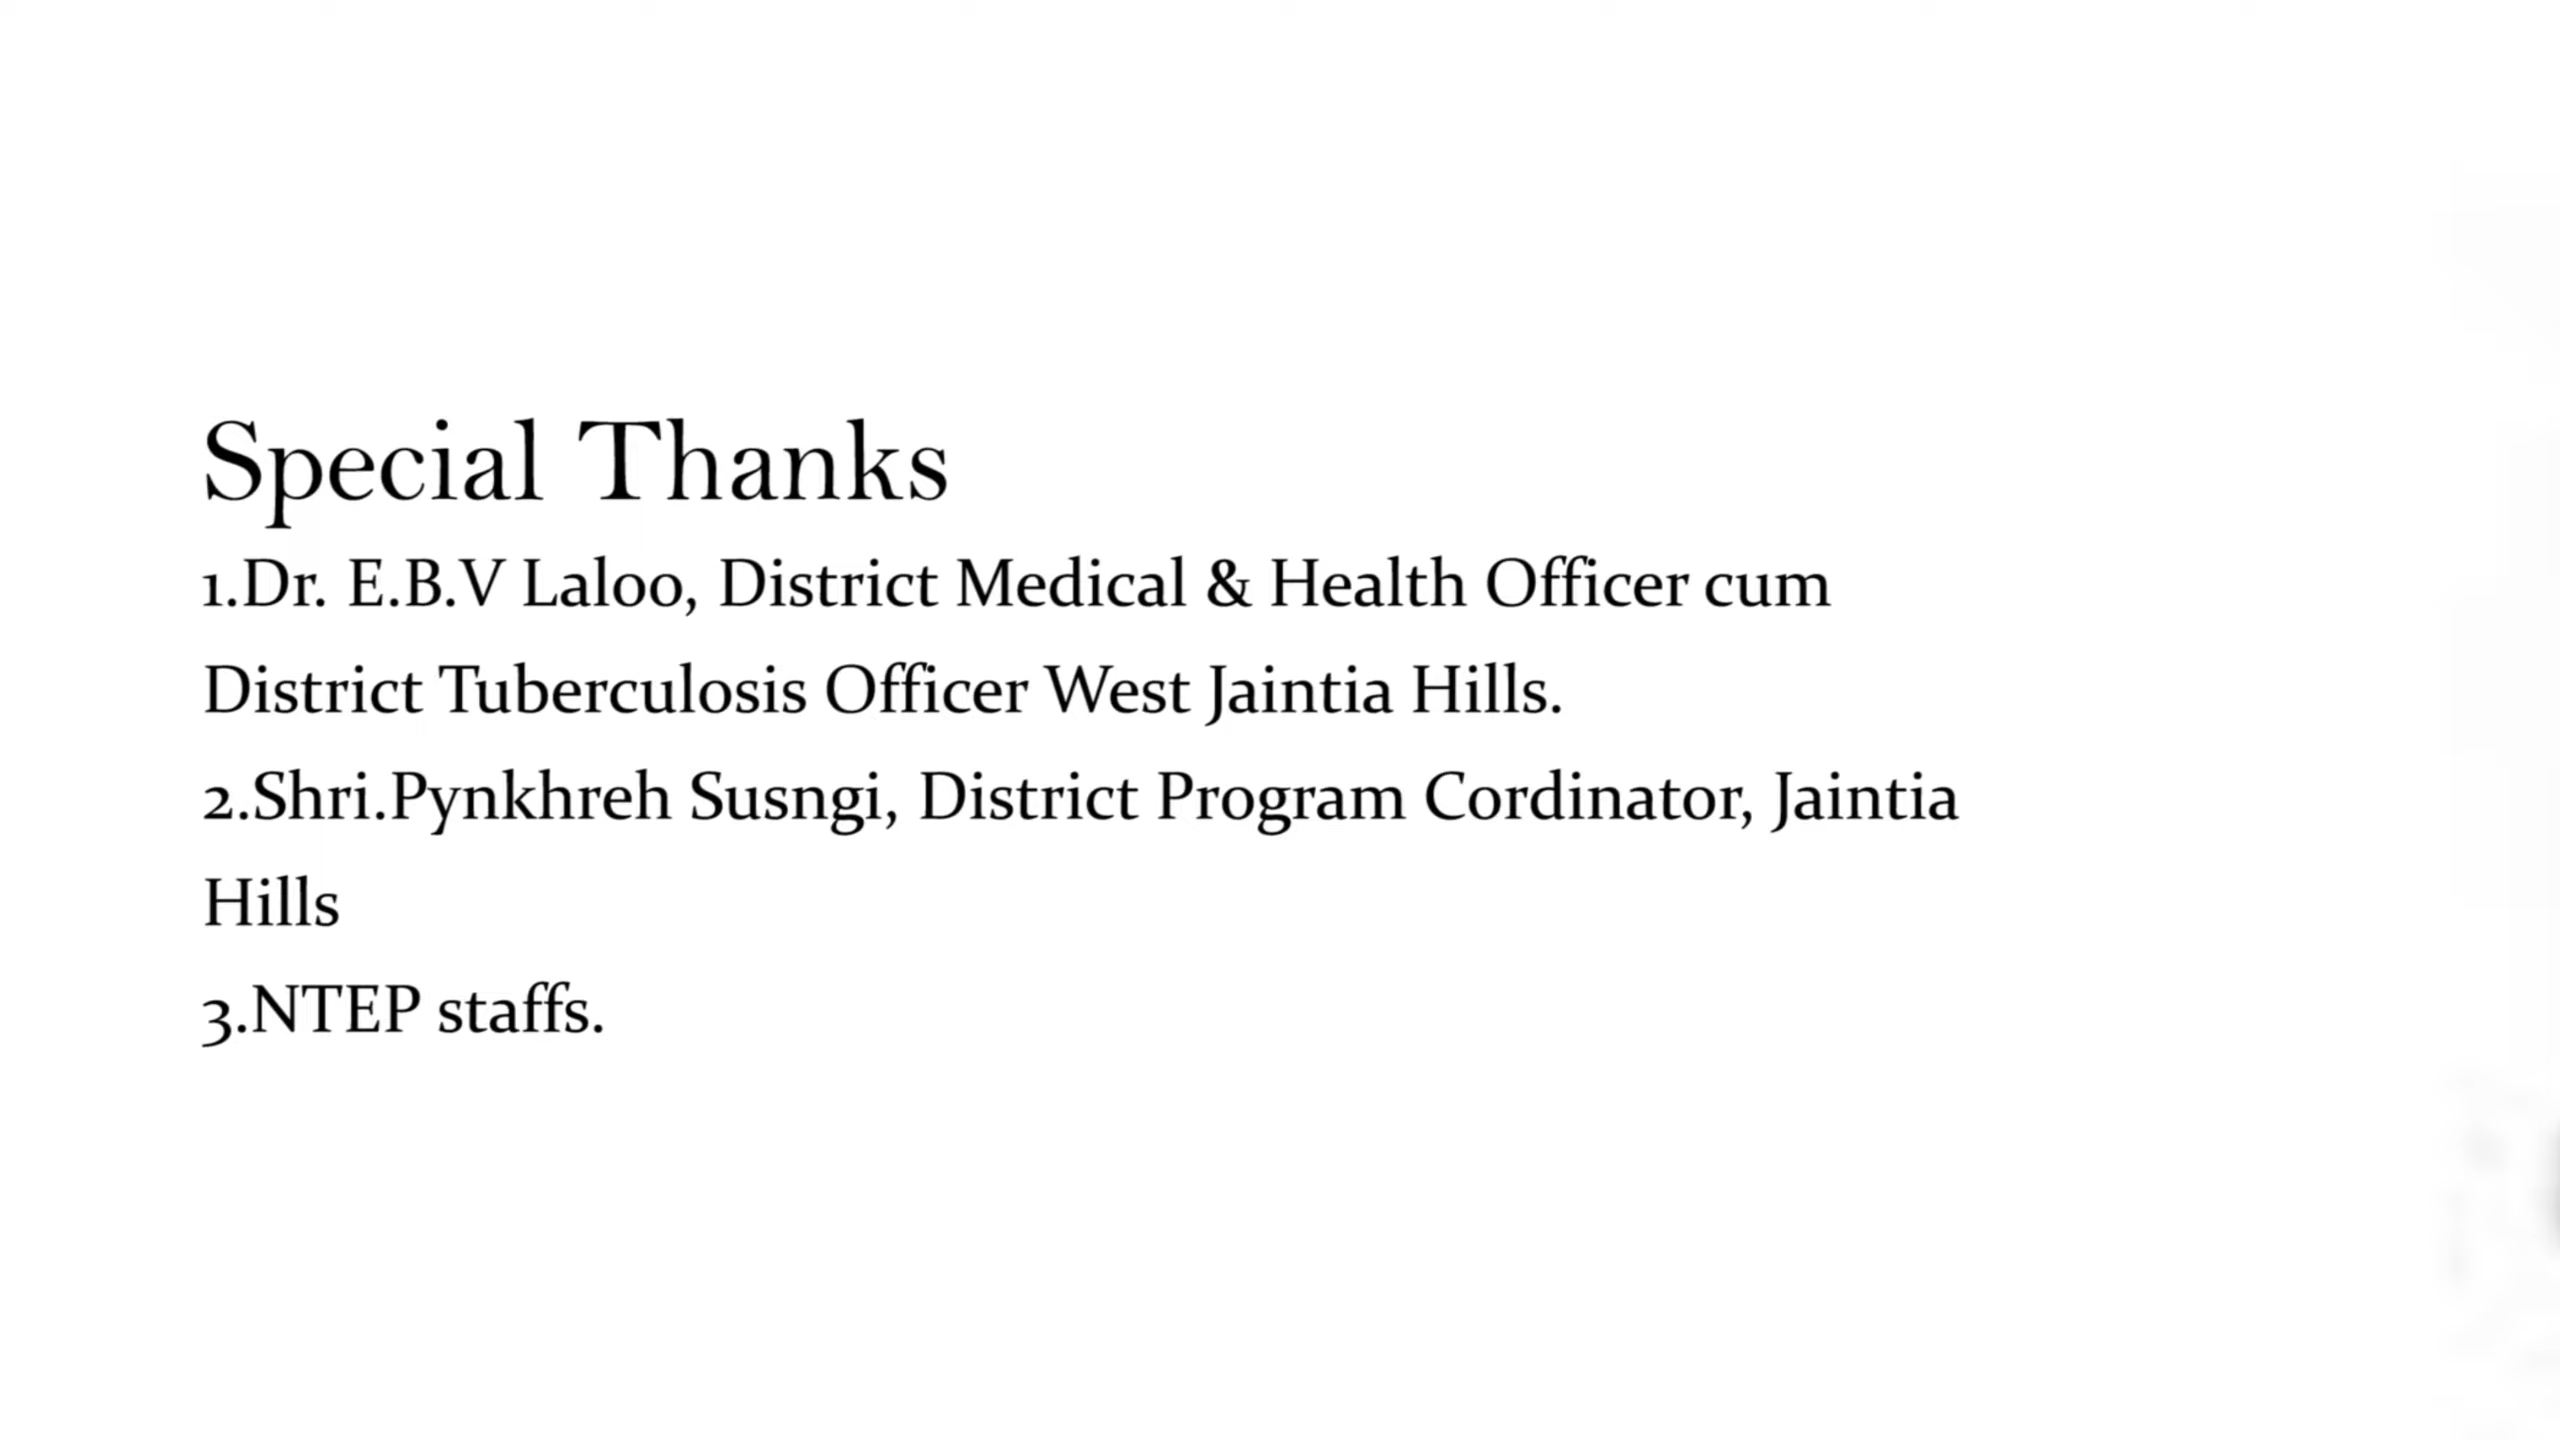 Special Thanks
1.Dr. E.B.V Laloo, District Medical & Health Officer cum
District Tuberculosis Officer West Jaintia Hills.
2.Shri.Pynkhreh Susngi, District Program Cordinator, Jaintia
Hills
3.NTEP staffs.